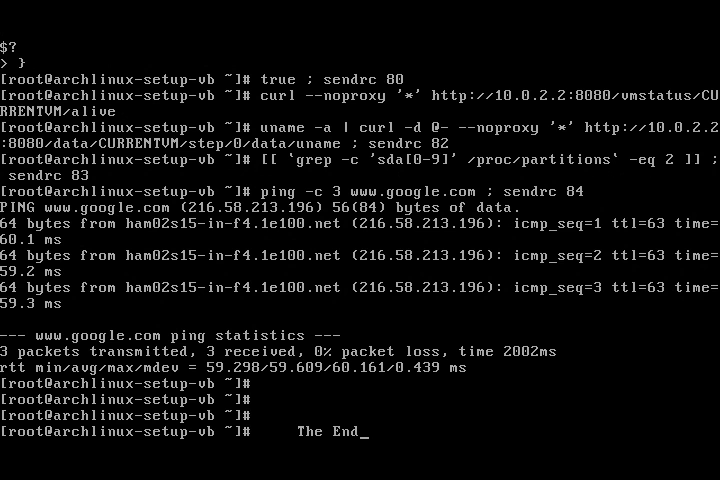 $?
> }
[root@archlinux-setup-vb ~]# true ; sendrc 80
[root@archlinux-setup-vb ~]# curl --noproxy '*' http://10.0.2.2:8080/vmstatus/CU
RRENTVM/alive
[root@archlinux-setup-vb ~]# uname -a | curl -d @- --noproxy '*' http://10.0.2.2
:8080/data/CURRENTVM/step/0/data/uname ; sendrc 82
[root@archlinux-setup-vb ~]# [[ `grep -c 'sda[0-9]' /proc/partitions` -eq 2 ]] ;
 sendrc 83
[root@archlinux-setup-vb ~]# ping -c 3 www.google.com ; sendrc 84
PING www.google.com (216.58.213.196) 56(84) bytes of data.
64 bytes from ham02s15-in-f4.1e100.net (216.58.213.196): icmp_seq=1 ttl=63 time=
60.1 ms
64 bytes from ham02s15-in-f4.1e100.net (216.58.213.196): icmp_seq=2 ttl=63 time=
59.2 ms
64 bytes from ham02s15-in-f4.1e100.net (216.58.213.196): icmp_seq=3 ttl=63 time=
59.3 ms
--- www.google.com ping statistics ---
3 packets transmitted, 3 received, 0% packet loss, time 2002ms
rtt min/avg/max/mdev = 59.298/59.609/60.161/0.439 ms
[root@archlinux-setup-vb ~]#
[root@archlinux-setup-vb ~]#
[root@archlinux-setup-vb ~]#
[root@archlinux-setup-vb ~]#      The End_